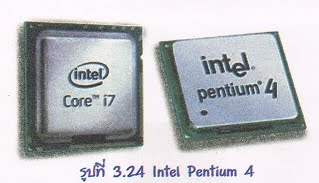 intel
Core™ i7
intel®
pentium® 4
รูปที่ 3.24 Intel Pentium 4